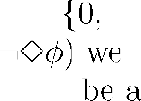 {0,
◇ϕ) we
be a